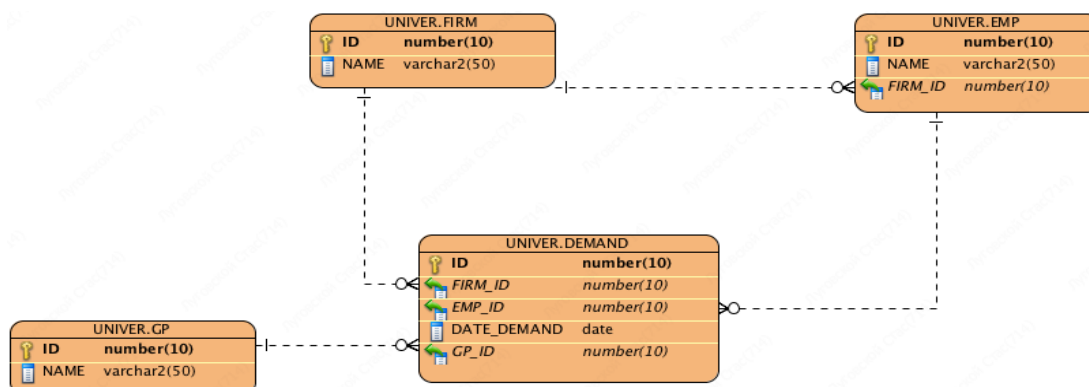 UNIVER.FIRM
ID number(10)
NAME varchar2(50)
UNIVER.EMP
ID number(10)
NAME varchar2(50)
FIRM_ID number(10)
UNIVER.DEMAND
ID number(10)
FIRM_ID number(10)
EMP_ID number(10)
DATE_DEMAND date
GP_ID number(10)
UNIVER.GP
ID number(10)
NAME varchar2(50)